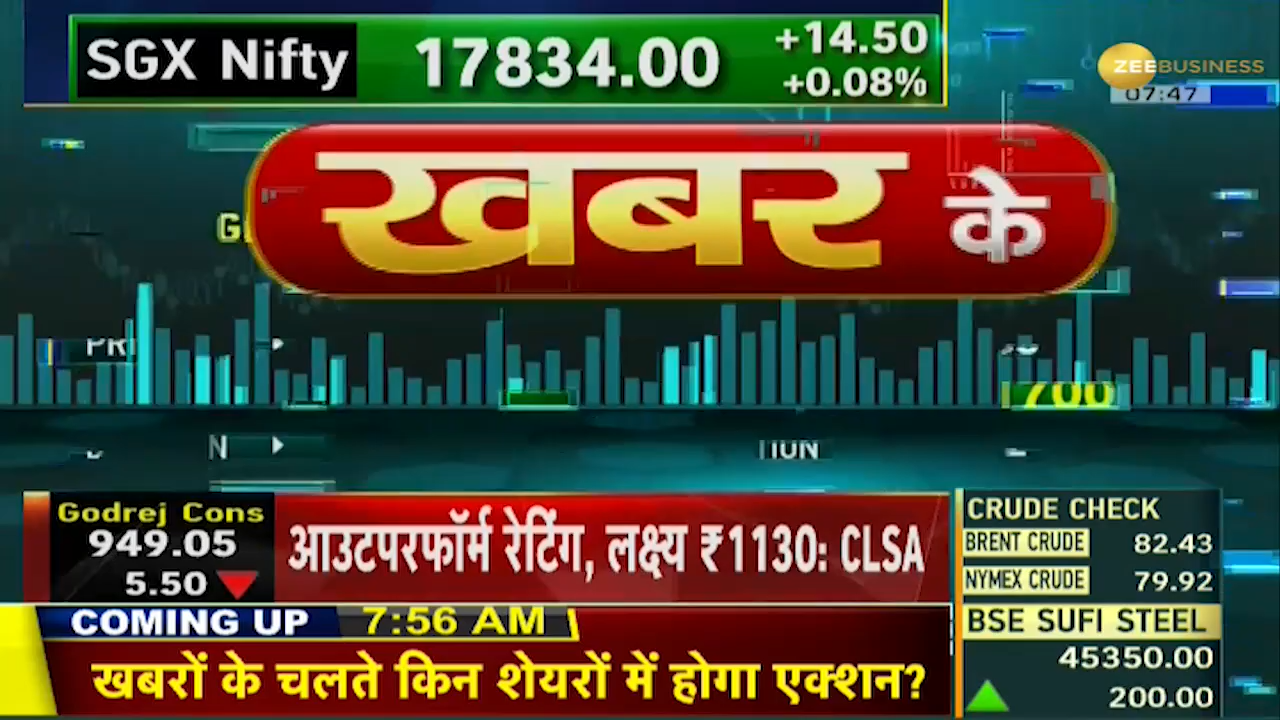 SGX Nifty 17834.00 +14.50
+0.08%
ZEEBUSINESS
07:47
खबर के
700
Godrej Cons
949.05
5.50
आउटपरफॉर्म रेटिंग, लक्ष्य ₹1130: CLSA
CRUDE CHECK
BRENT CRUDE 82.43
NYMEX CRUDE 79.92
BSE SUFI STEEL
45350.00
200.00
COMING UP 7:56 AM
खबरों के चलते किन शेयरों में होगा एक्शन?